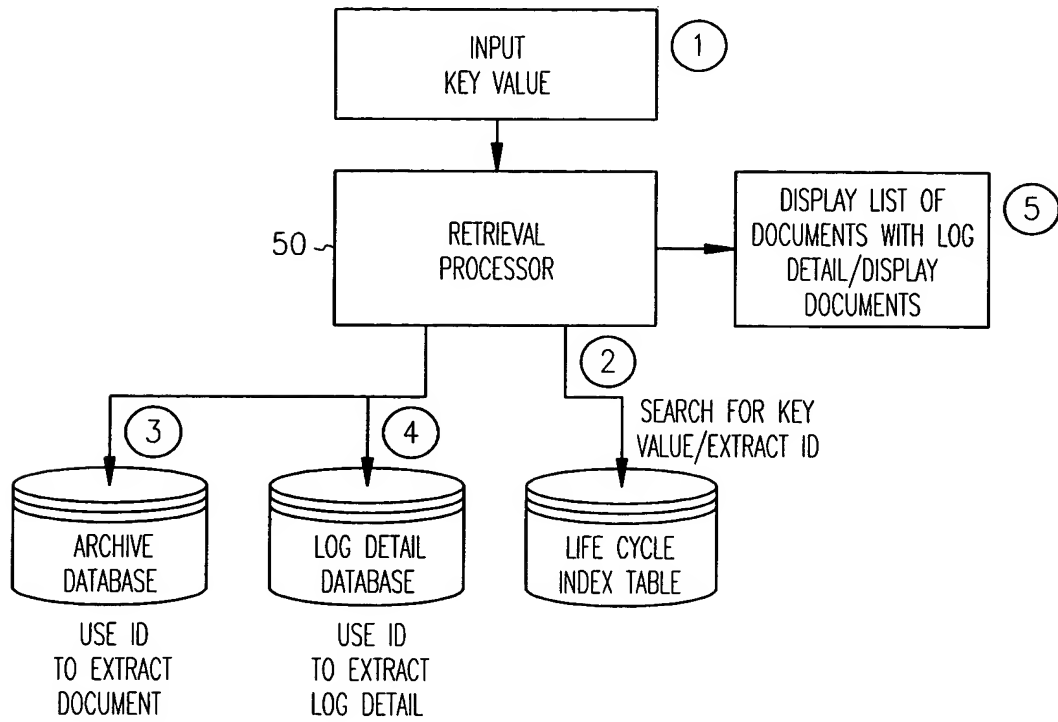 INPUT
KEY VALUE
1
RETRIEVAL
PROCESSOR
50
DISPLAY LIST OF
DOCUMENTS WITH LOG
DETAIL/DISPLAY
DOCUMENTS
5
2
SEARCH FOR KEY
VALUE/EXTRACT ID
3
4
ARCHIVE
DATABASE
LOG DETAIL
DATABASE
LIFE CYCLE
INDEX TABLE
USE ID
TO EXTRACT
DOCUMENT
USE ID
TO EXTRACT
LOG DETAIL